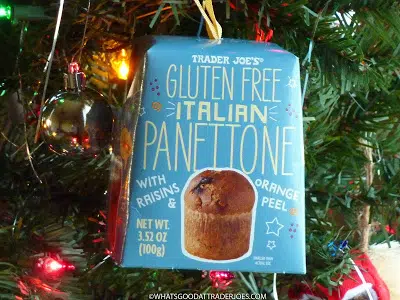 TRADER JOE'S®
GLUTEN FREE
ITALIAN
PANETTONE
WITH
RAISINS
&
ORANGE
PEEL
NET WT.
3.52 OZ
(100g)
©WHATSGOODATTRADERJOES.COM